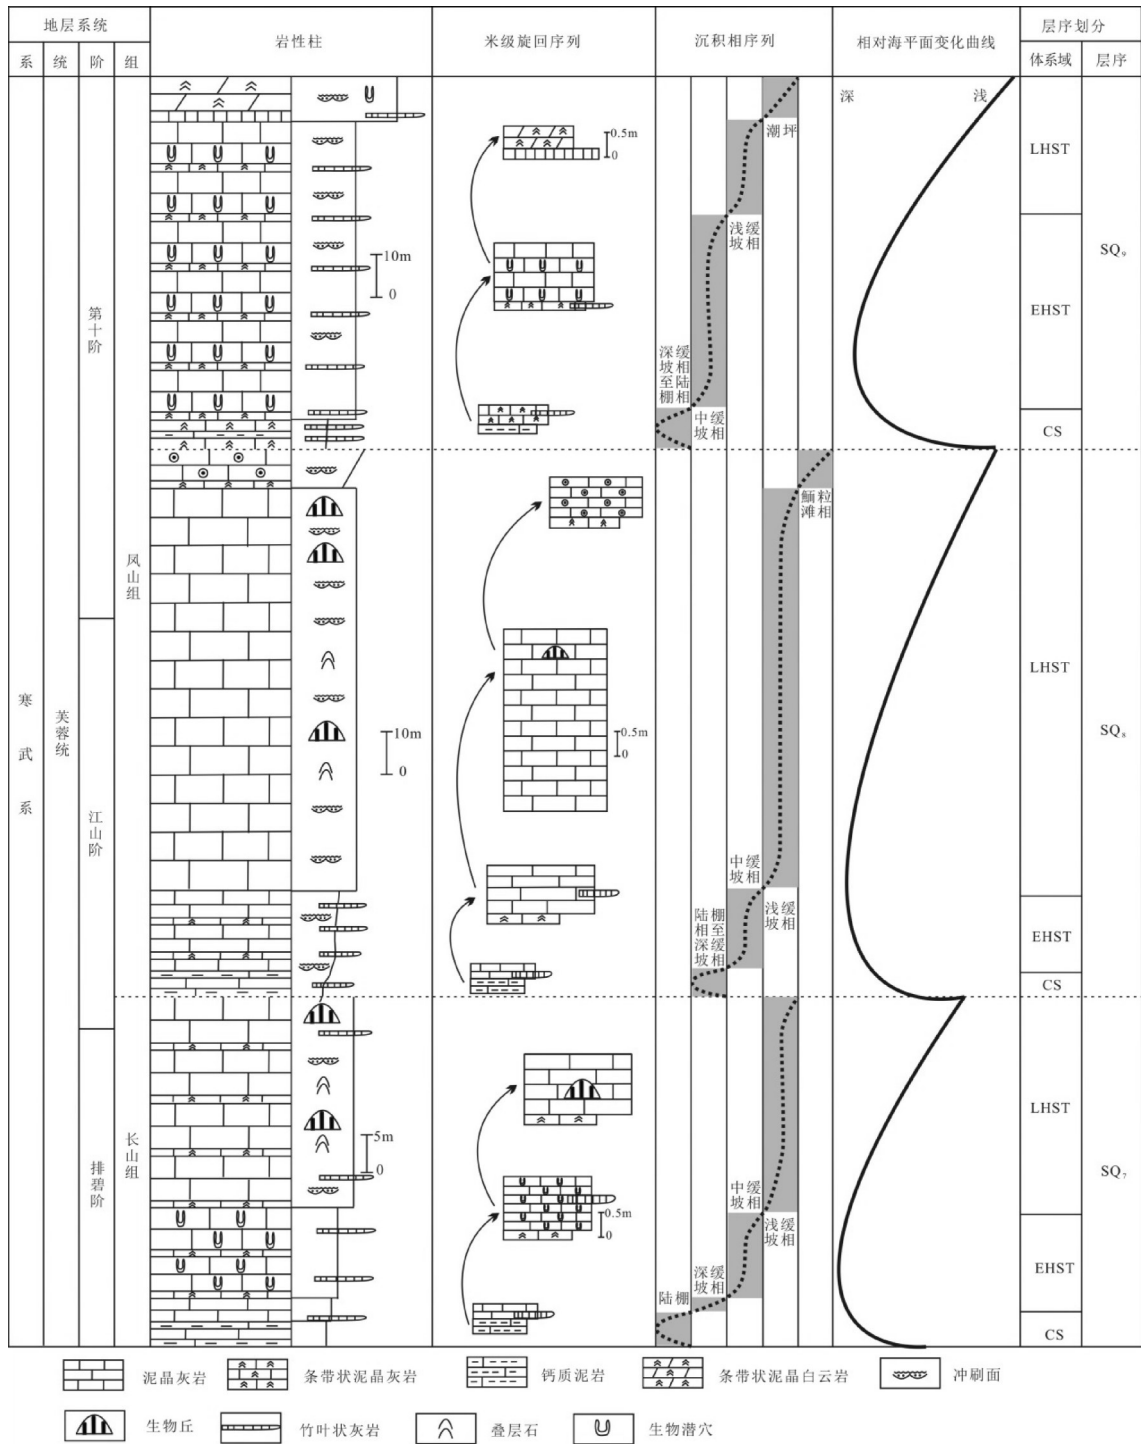 地层系统
岩性柱
米级旋回序列
沉积相序列
相对海平面变化曲线
层序划分
系
统
阶
组
体系域
层序
深
浅
潮坪
0.5m
0
LHST
浅缓
坡相
10m
0
SQ₉
第十阶
EHST
深缓
坡相
至陆
棚相
中缓
坡相
CS
鲕粒
滩相
凤山组
LHST
寒武系
芙蓉统
10m
0
0.5m
0
SQ₈
江山阶
中缓
坡相
陆棚
相至
深缓
坡相
浅缓
坡相
EHST
CS
LHST
长山组
5m
0
排碧阶
中缓
坡相
SQ₇
0.5m
0
浅缓
坡相
深缓
坡相
EHST
陆棚
CS
泥晶灰岩
条带状泥晶灰岩
钙质泥岩
条带状泥晶白云岩
冲刷面
生物丘
竹叶状灰岩
叠层石
生物潜穴